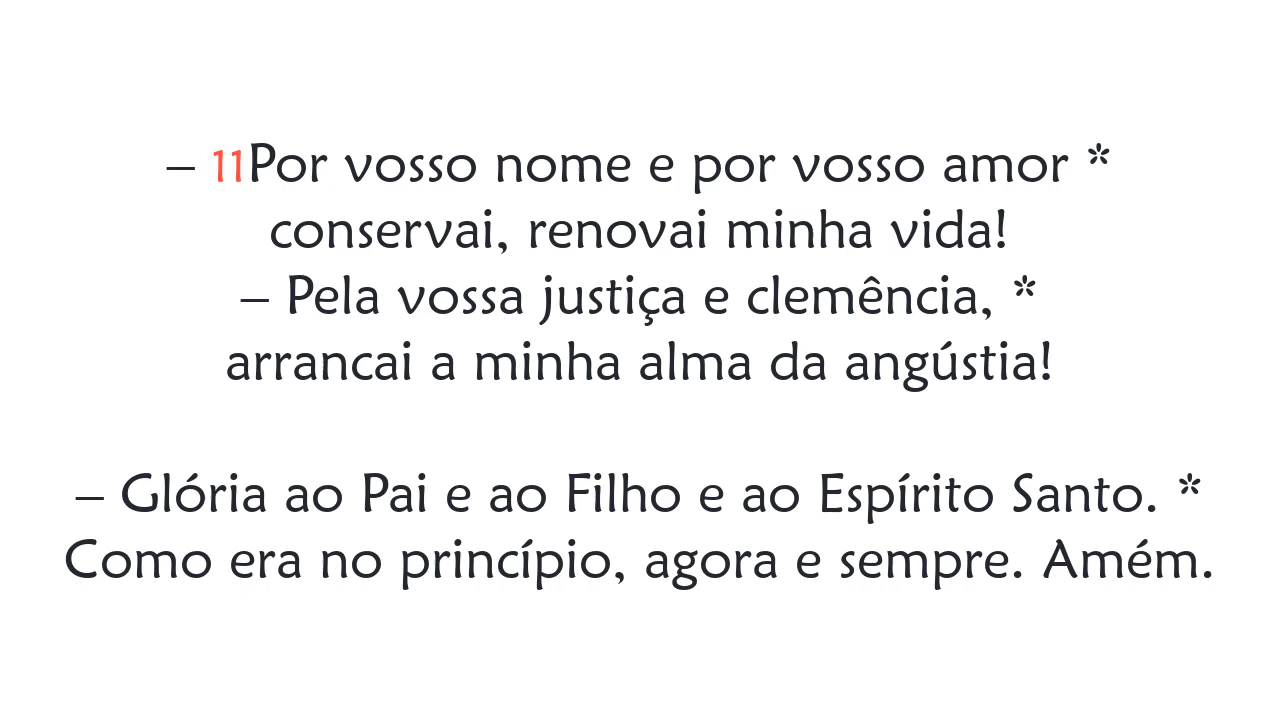 – 11Por vosso nome e por vosso amor *
conservai, renovai minha vida!
– Pela vossa justiça e clemência, *
arrancai a minha alma da angústia!
– Glória ao Pai e ao Filho e ao Espírito Santo. *
Como era no princípio, agora e sempre. Amém.